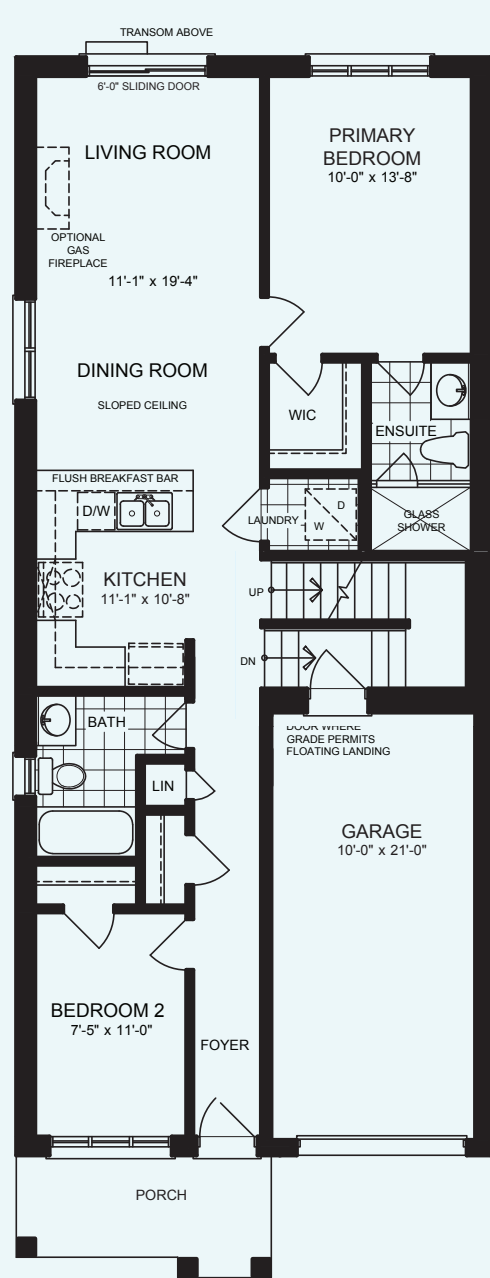 TRANSOM ABOVE
6'-0" SLIDING DOOR
LIVING ROOM
PRIMARY
BEDROOM
10'-0" x 13'-8"
OPTIONAL
GAS
FIREPLACE
11'-1" x 19'-4"
DINING ROOM
SLOPED CEILING
WIC
ENSUITE
FLUSH BREAKFAST BAR
D/W
LAUNDRY
W
D
GLASS
SHOWER
KITCHEN
11'-1" x 10'-8"
UP
DN
BATH
DOOR WHERE
GRADE PERMITS
FLOATING LANDING
LIN
GARAGE
10'-0" x 21'-0"
BEDROOM 2
7'-5" x 11'-0"
FOYER
PORCH